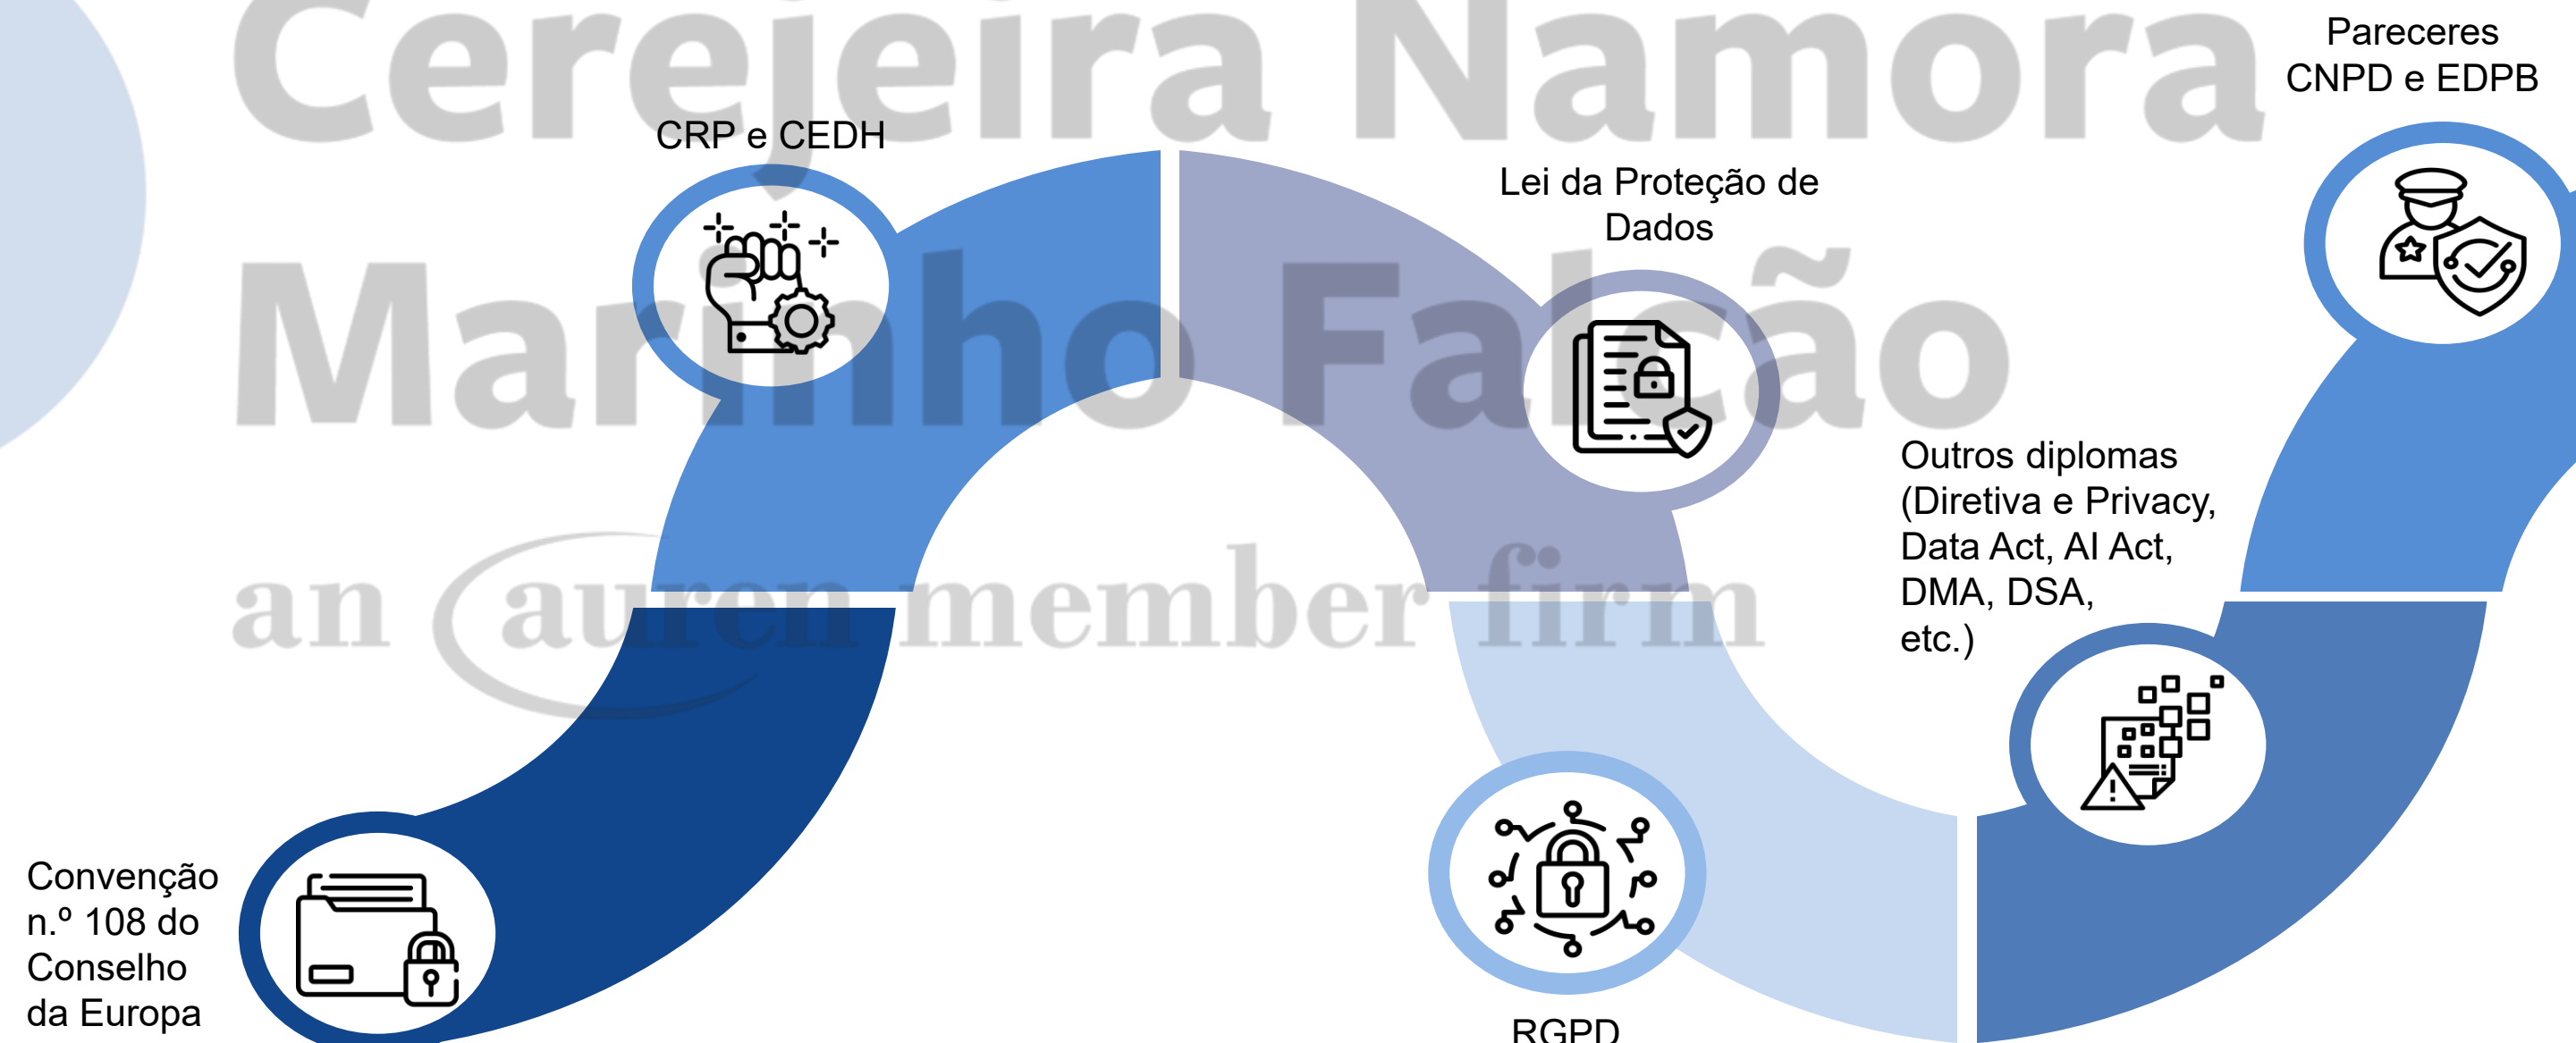 Cerejeira Namora
Marinho Falcão
an auren member firm
Pareceres
CNPD e EDPB
CRP e CEDH
Lei da Proteção de
Dados
Outros diplomas
(Diretiva e Privacy,
Data Act, AI Act,
DMA, DSA,
etc.)
Convenção
n.º 108 do
Conselho
da Europa
RGPD